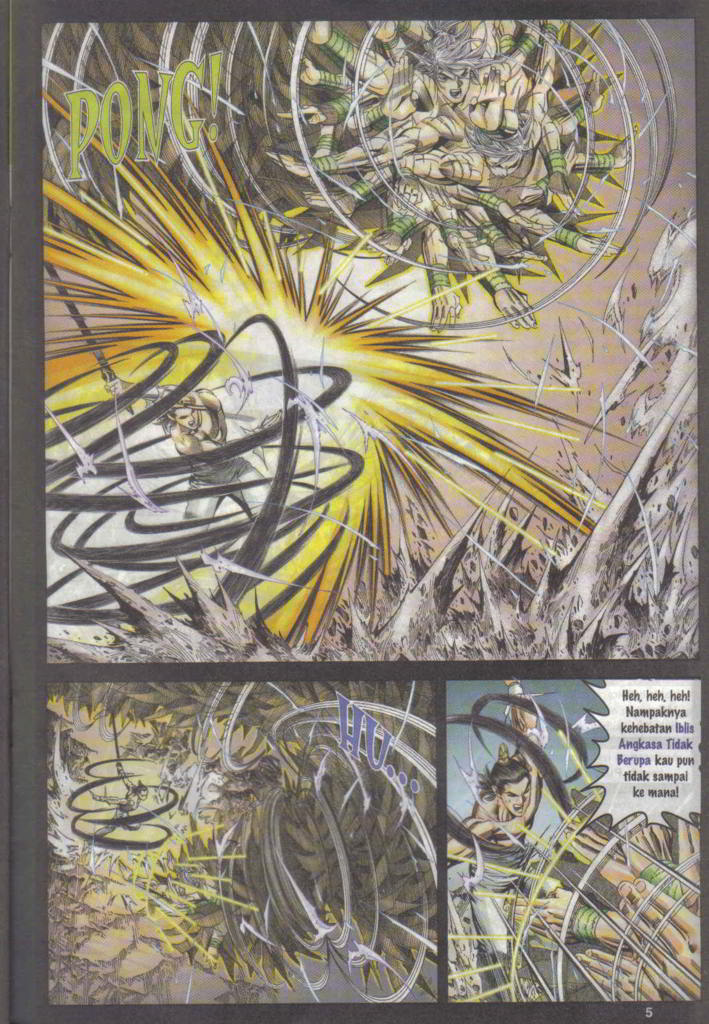 PONG!
HU...
Heh, heh, heh!
Nampaknya
kehebatan Iblis
Angkasa Tidak
Berupa kau pun
tidak sampai
ke mana!
5